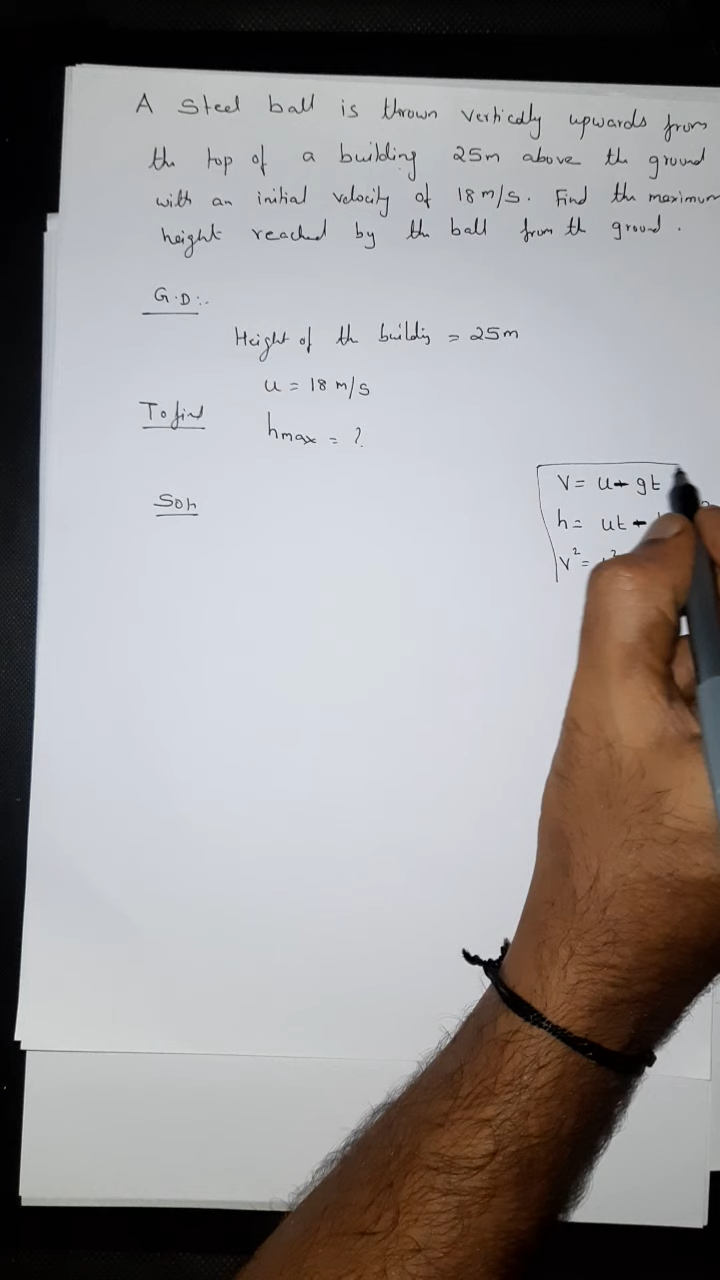 A steel ball is thrown vertically upwards from
the top of a building 25m above the ground
with an initial velocity of 18 m/s. Find the maximum
height reached by the ball from the ground.
G.D:.
Height of the building = 25m
u = 18 m/s
To find
hmax = ?
Soln
V = u - gt
h = ut -
V² =